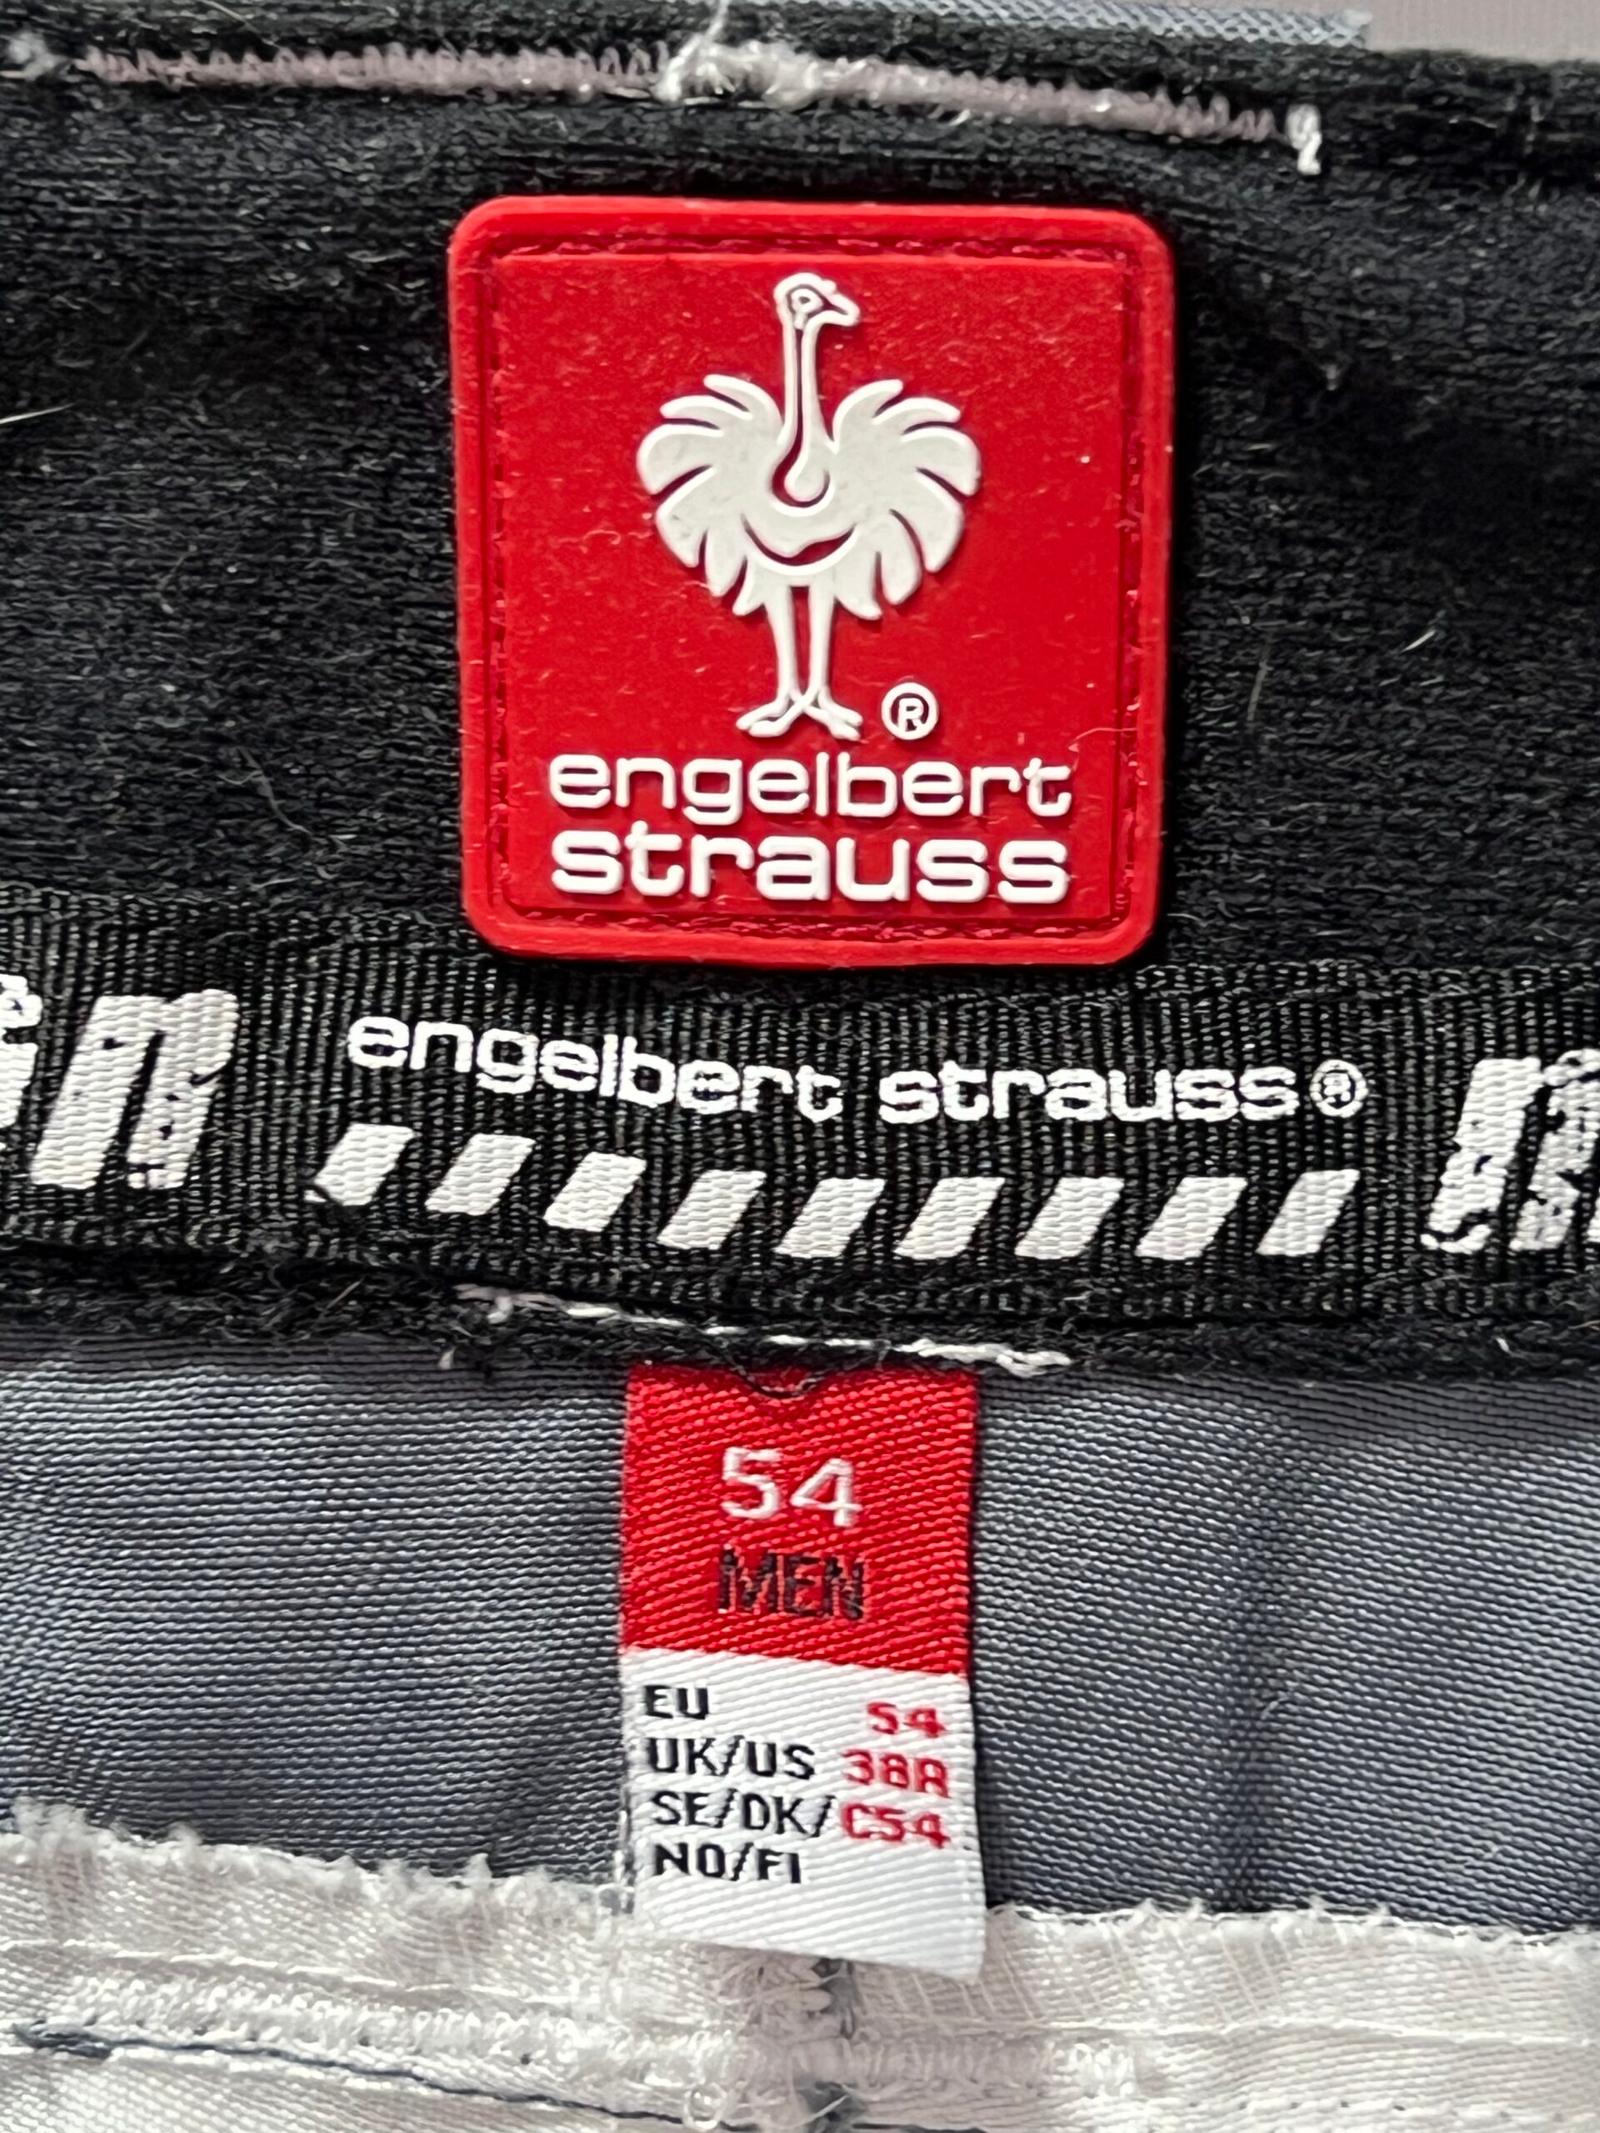 ®
engelbert
strauss
engelbert strauss®
54
MEN
EU 54
UK/US 38R
SE/DK/ C54
NO/FI